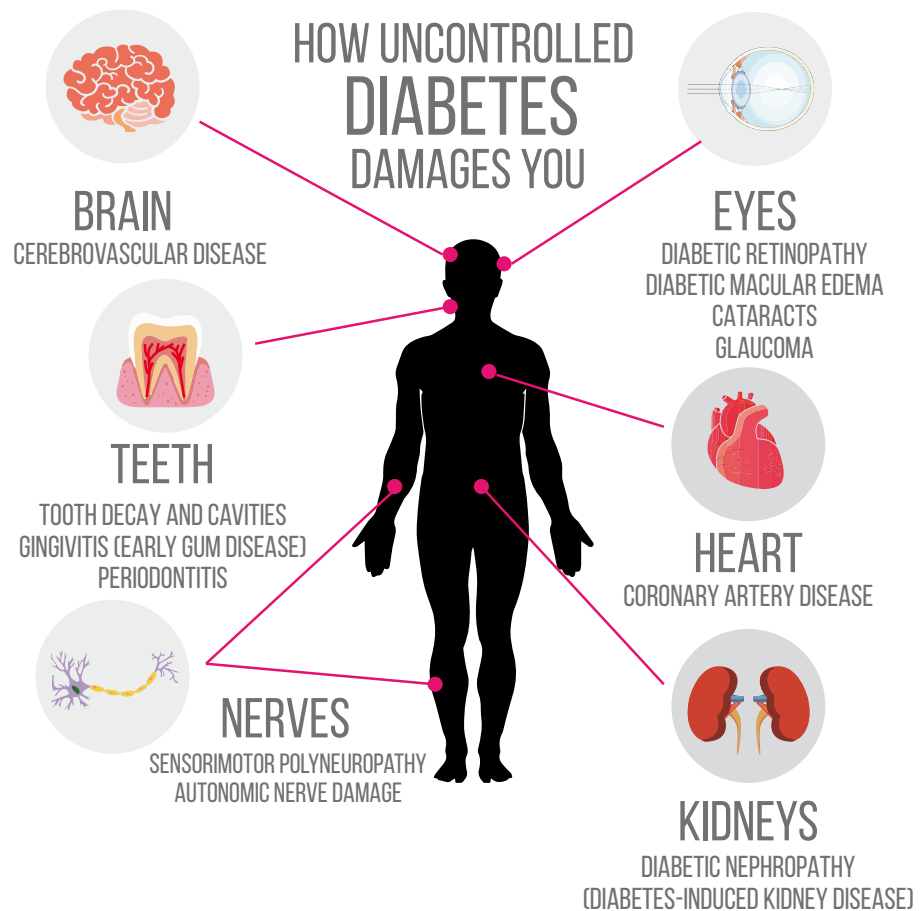 HOW UNCONTROLLED
DIABETES
DAMAGES YOU
BRAIN
CEREBROVASCULAR DISEASE
EYES
DIABETIC RETINOPATHY
DIABETIC MACULAR EDEMA
CATARACTS
GLAUCOMA
TEETH
TOOTH DECAY AND CAVITIES
GINGIVITIS (EARLY GUM DISEASE)
PERIODONTITIS
HEART
CORONARY ARTERY DISEASE
NERVES
SENSORIMOTOR POLYNEUROPATHY
AUTONOMIC NERVE DAMAGE
KIDNEYS
DIABETIC NEPHROPATHY
(DIABETES-INDUCED KIDNEY DISEASE)